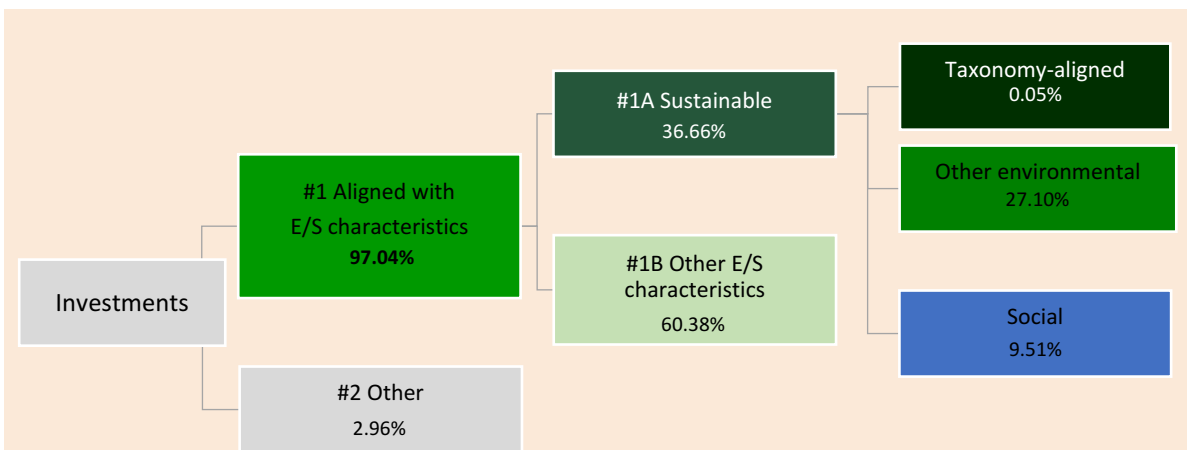 Investments
#1 Aligned with
E/S characteristics
97.04%
#2 Other
2.96%
#1A Sustainable
36.66%
#1B Other E/S
characteristics
60.38%
Taxonomy-aligned
0.05%
Other environmental
27.10%
Social
9.51%